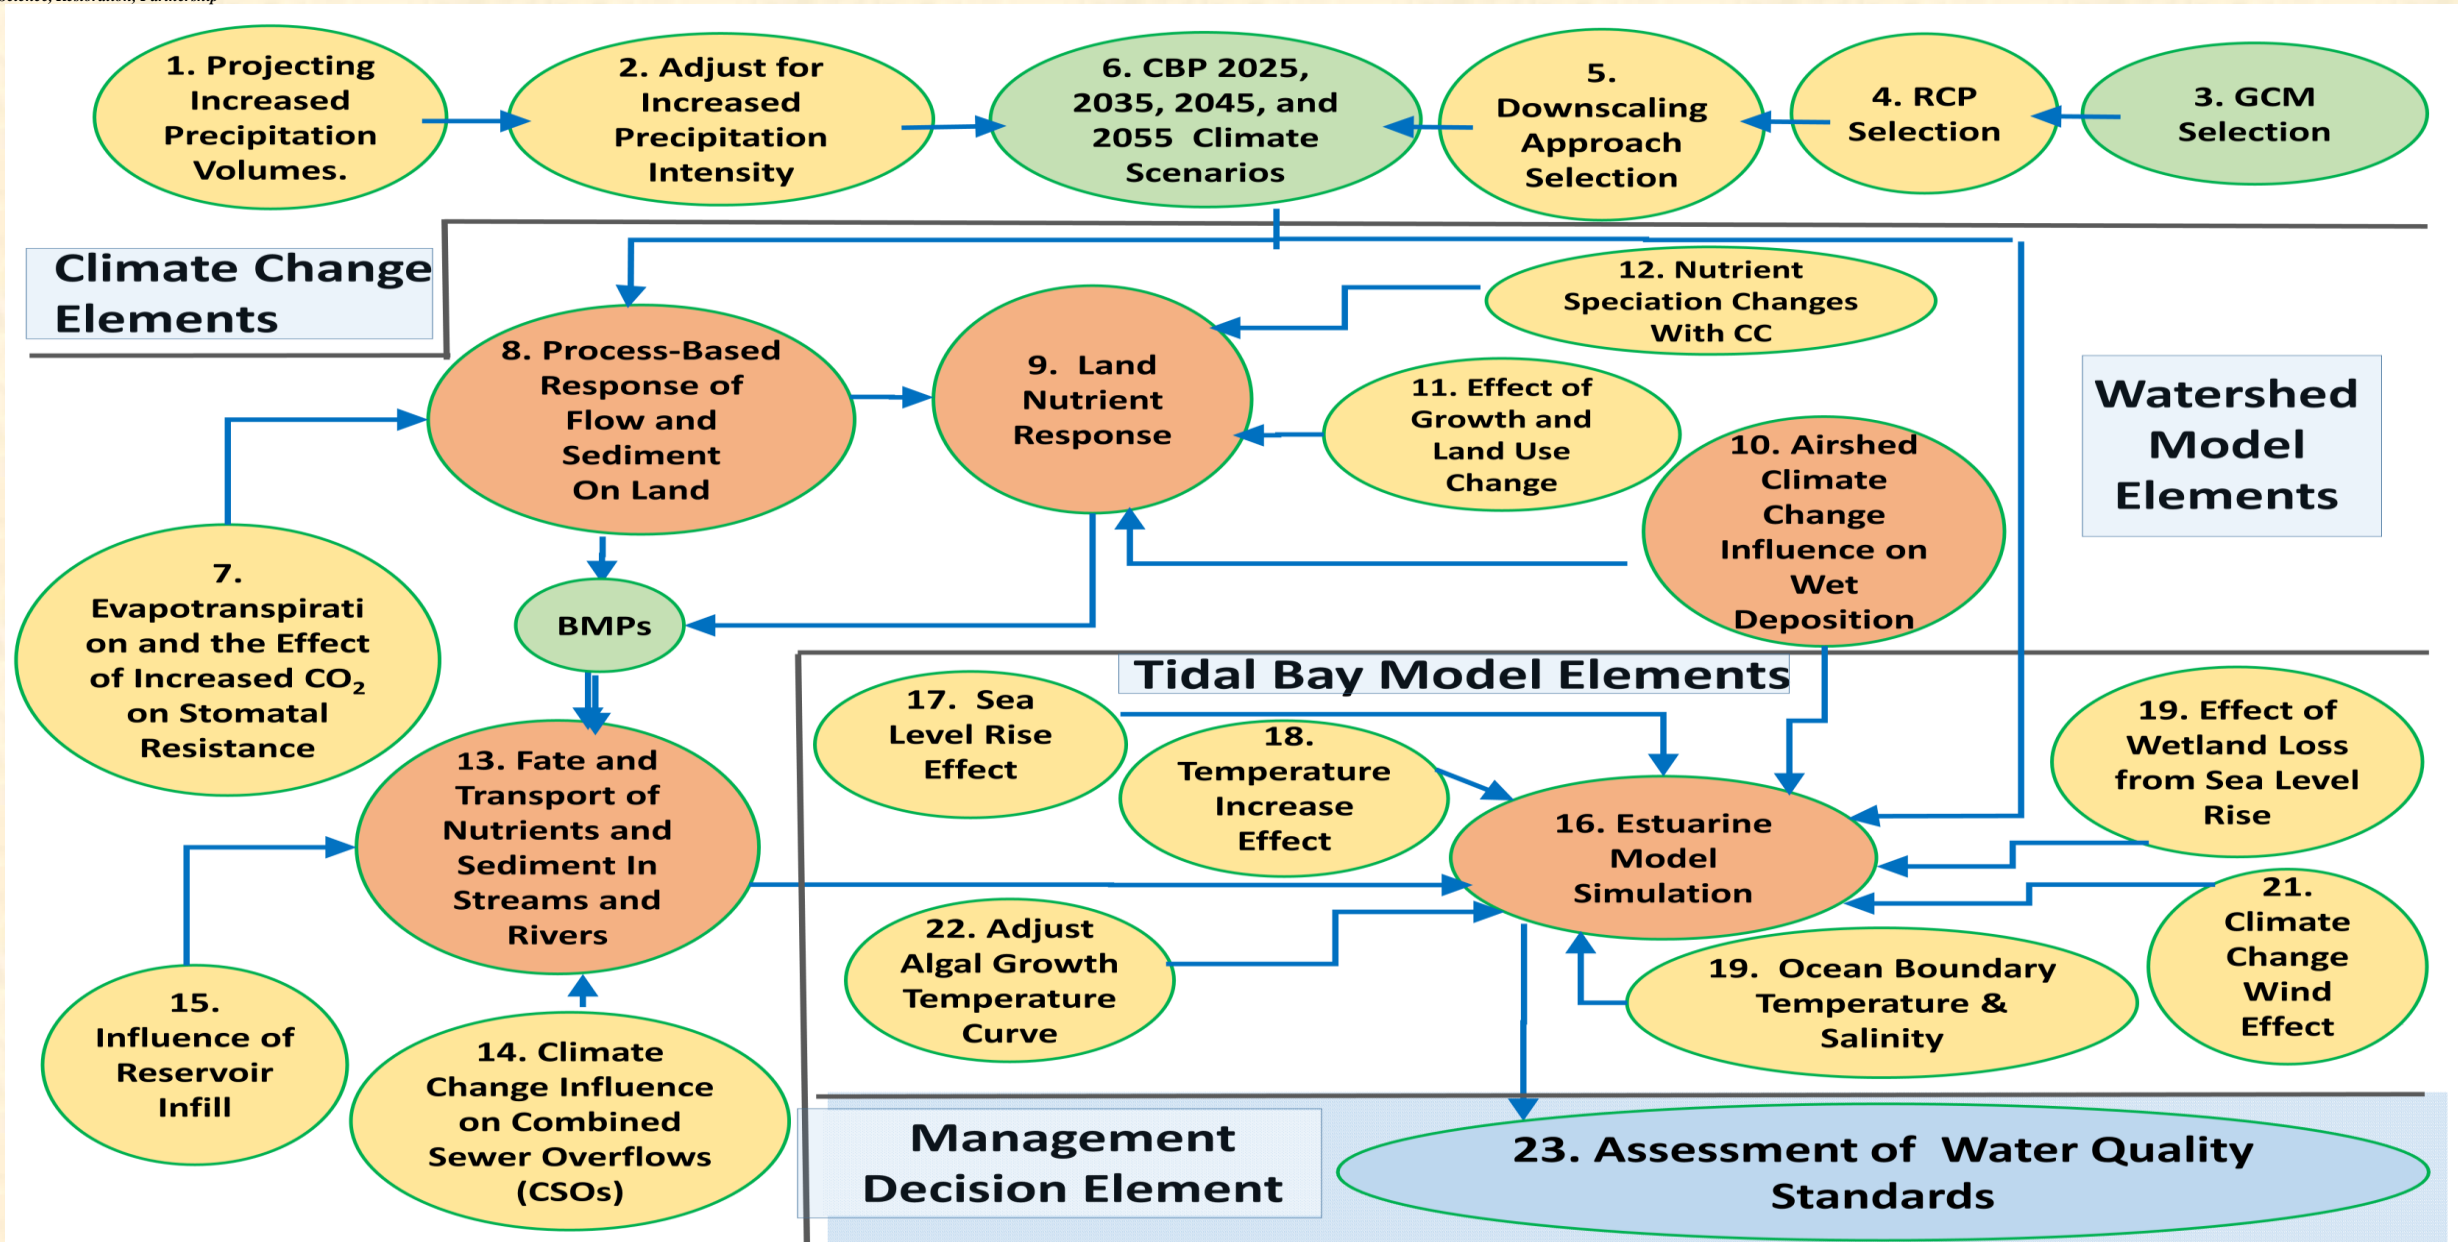 Science, Restoration, Partnership
1. Projecting
Increased
Precipitation
Volumes.
2. Adjust for
Increased
Precipitation
Intensity
6. CBP 2025,
2035, 2045, and
2055 Climate
Scenarios
5.
Downscaling
Approach
Selection
4. RCP
Selection
3. GCM
Selection
Climate Change
Elements
12. Nutrient
Speciation Changes
With CC
8. Process-Based
Response of
Flow and
Sediment
On Land
9. Land
Nutrient
Response
11. Effect of
Growth and
Land Use
Change
10. Airshed
Climate
Change
Influence on
Wet
Deposition
Watershed
Model
Elements
7.
Evapotranspirati
on and the Effect
of Increased CO₂
on Stomatal
Resistance
BMPs
Tidal Bay Model Elements
17. Sea
Level Rise
Effect
18.
Temperature
Increase
Effect
19. Effect of
Wetland Loss
from Sea Level
Rise
13. Fate and
Transport of
Nutrients and
Sediment In
Streams and
Rivers
16. Estuarine
Model
Simulation
21.
Climate
Change
Wind
Effect
22. Adjust
Algal Growth
Temperature
Curve
19. Ocean Boundary
Temperature &
Salinity
15.
Influence of
Reservoir
Infill
14. Climate
Change Influence
on Combined
Sewer Overflows
(CSOs)
Management
Decision Element
23. Assessment of Water Quality
Standards